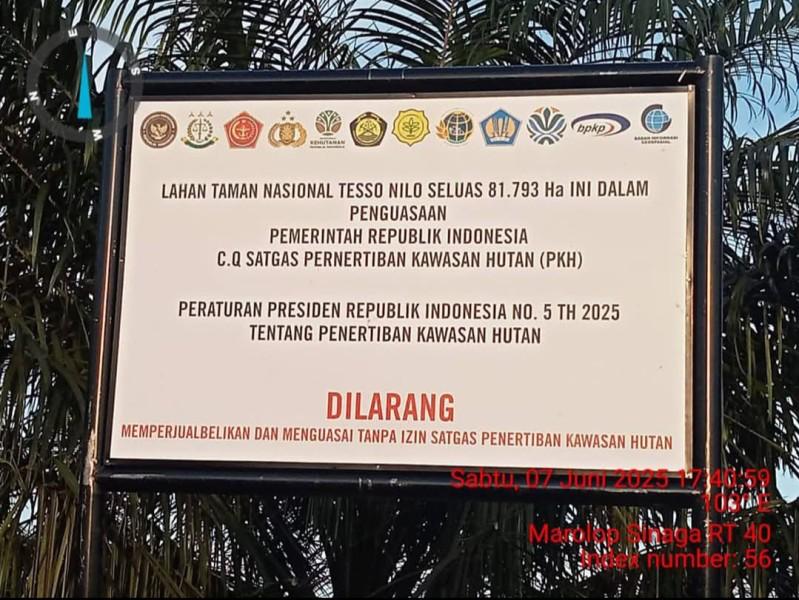 KEHUTANAN
bpkp
BADAN INFORMASI
GEOSPASIAL
LAHAN TAMAN NASIONAL TESSO NILO SELUAS 81.793 Ha INI DALAM
PENGUASAAN
PEMERINTAH REPUBLIK INDONESIA
C.Q SATGAS PERNERTIBAN KAWASAN HUTAN (PKH)
PERATURAN PRESIDEN REPUBLIK INDONESIA NO. 5 TH 2025
TENTANG PENERTIBAN KAWASAN HUTAN
DILARANG
MEMPERJUALBELIKAN DAN MENGUASAI TANPA IZIN SATGAS PENERTIBAN KAWASAN HUTAN
Sabtu, 07 Juni 2025 17:40:59
103° E
Marolop Sinaga RT 40
Index number: 56